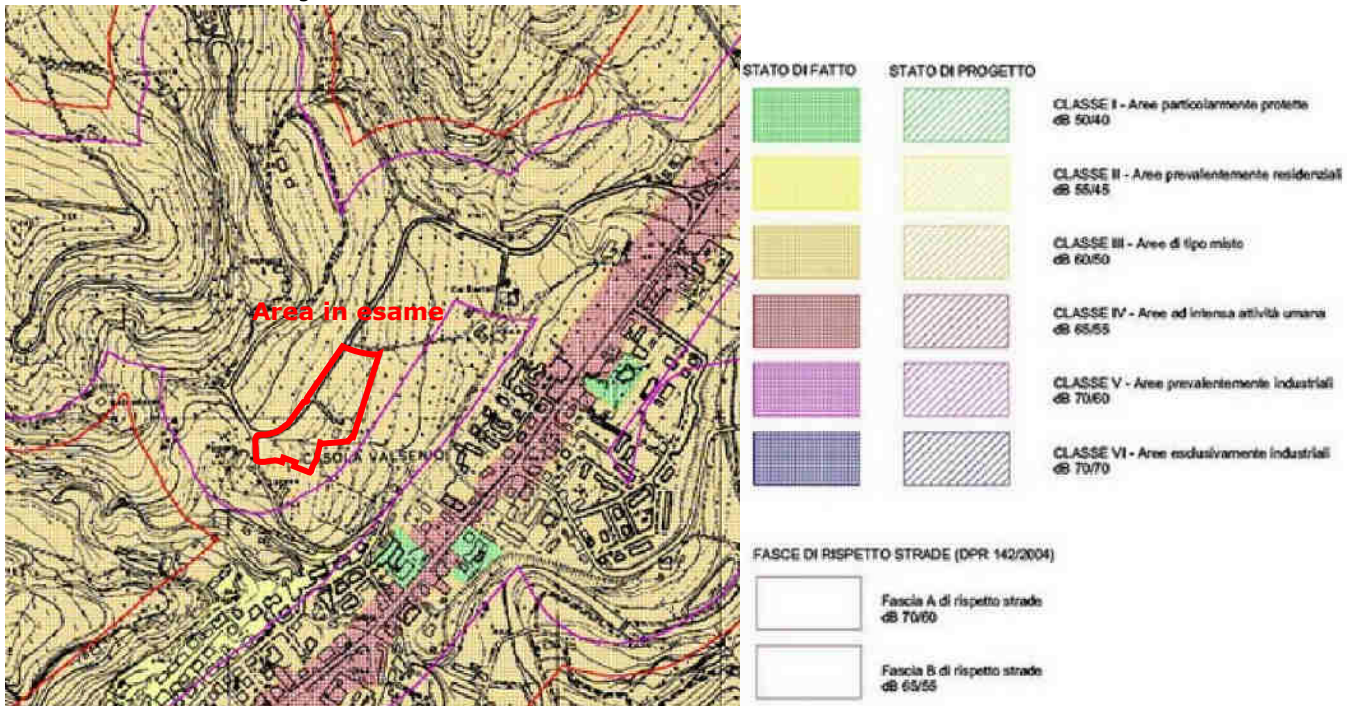 Area in esame
CASOLA VALSENIO
STATO DI FATTO
STATO DI PROGETTO
CLASSE I - Aree particolarmente protette
dB 50/40
CLASSE II - Aree prevalentemente residenziali
dB 55/45
CLASSE III - Aree di tipo misto
dB 60/50
CLASSE IV - Aree ad intensa attività umana
dB 65/55
CLASSE V - Aree prevalentemente industriali
dB 70/60
CLASSE VI - Aree esclusivamente industriali
dB 70/70
FASCE DI RISPETTO STRADE (DPR 142/2004)
Fascia A di rispetto strade
dB 70/60
Fascia B di rispetto strade
dB 65/55